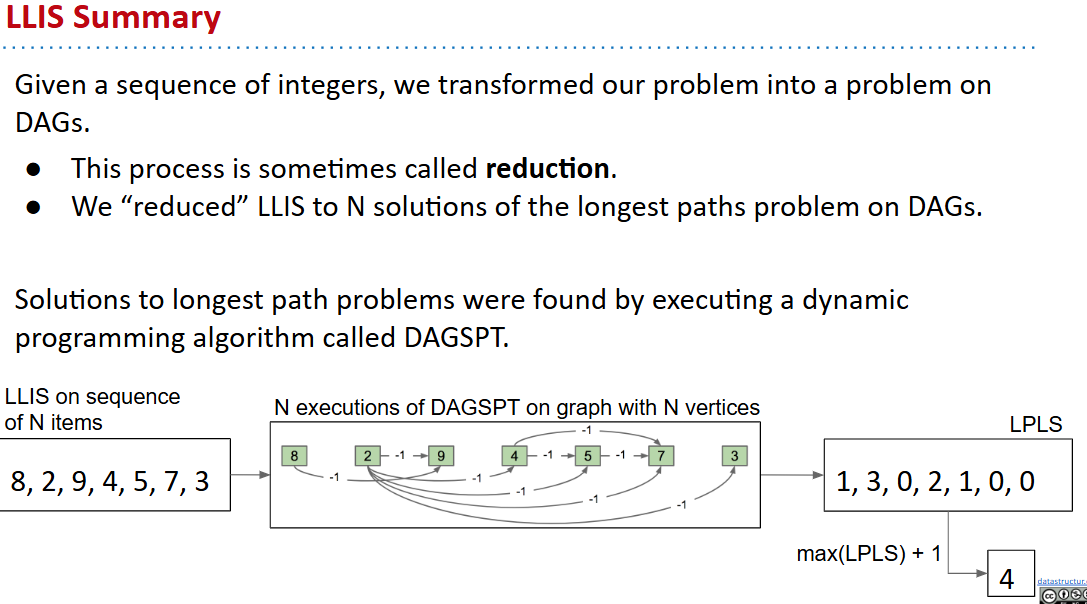 LLIS Summary
Given a sequence of integers, we transformed our problem into a problem on
DAGs.
● This process is sometimes called reduction.
● We “reduced” LLIS to N solutions of the longest paths problem on DAGs.
Solutions to longest path problems were found by executing a dynamic
programming algorithm called DAGSPT.
LLIS on sequence
of N items
8, 2, 9, 4, 5, 7, 3
N executions of DAGSPT on graph with N vertices
-1
8 2 -1 9 4 -1 5 -1 7 3
-1
-1
-1
-1
-1
LPLS
1, 3, 0, 2, 1, 0, 0
max(LPLS) + 1
4
datastructur.